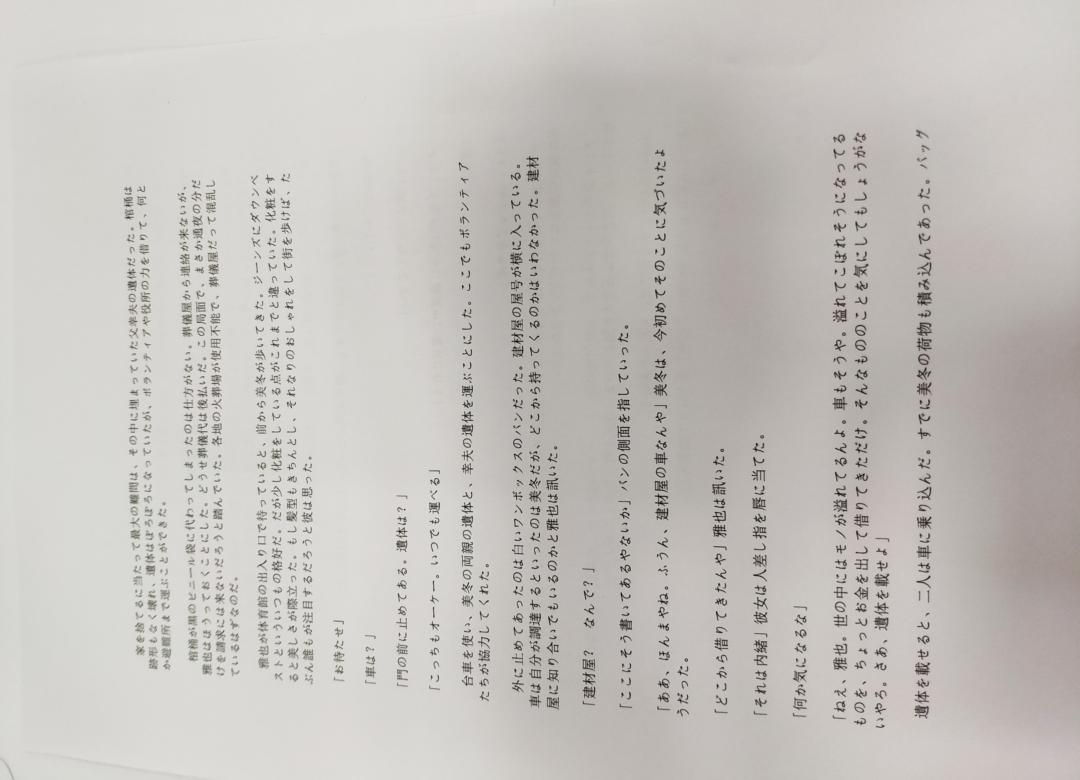 家を捨てるに当たって最大の難問は、その中に埋まっていた父幸夫の遺体だった。棺桶は
跡形もなく壊れ、遺体はぼろぼろになっていたが、ボランティアや役所の力を借りて、何と
か避難所まで運ぶことができた。
棺桶が黒のビニール袋に代わってしまったのは仕方がない。葬儀屋から連絡が来ないが、
雅也はほうっておくことにした。どうせ葬儀代は後払いだ。この局面で、まさか通夜の分だ
けを請求には来ないだろうと踏んでいた。各地の火葬場が使用不能で、葬儀屋だって混乱し
ているはずなのだ。
雅也が体育館の出入り口で待っていると、前から美冬が歩いてきた。ジーンズにダウンベ
ストといういつもの格好だ。だが少し化粧をしている点がこれまでと違っていた。化粧をす
ると美しさが際立った。もし髪型もきちんとし、それなりのおしゃれをして街を歩けば、た
ぶん誰もが注目するだろうと彼は思った。
「お待たせ」
「車は？」
「門の前に止めてある。遺体は？」
「こっちもオーケー。いつでも運べる」
台車を使い、美冬の両親の遺体と、幸夫の遺体を運ぶことにした。ここでもボランティア
たちが協力してくれた。
外に止めてあったのは白いワンボックスのバンだった。建材屋の屋号が横に入っている。
車は自分が調達するといったのは美冬だが、どこから持ってくるのかはいわなかった。建材
屋に知り合いでもいるのかと雅也は訊いた。
「建材屋？　なんで？」
「ここにそう書いてあるやないか」バンの側面を指していった。
「ああ、ほんまやね。ふうん、建材屋の車なんや」美冬は、今初めてそのことに気づいたよ
うだった。
「どこから借りてきたんや」雅也は訊いた。
「それは内緒」彼女は人差し指を唇に当てた。
「何か気になるな」
「ねえ、雅也。世の中にはモノが溢れてるんよ。車もそうや。溢れてこぼれそうになってる
ものを、ちょっとお金を出して借りてきただけ。そんなもののことを気にしてもしょうがな
いやろ。さあ、遺体を載せよ」
遺体を載せると、二人は車に乗り込んだ。すでに美冬の荷物も積み込んであった。バッグ